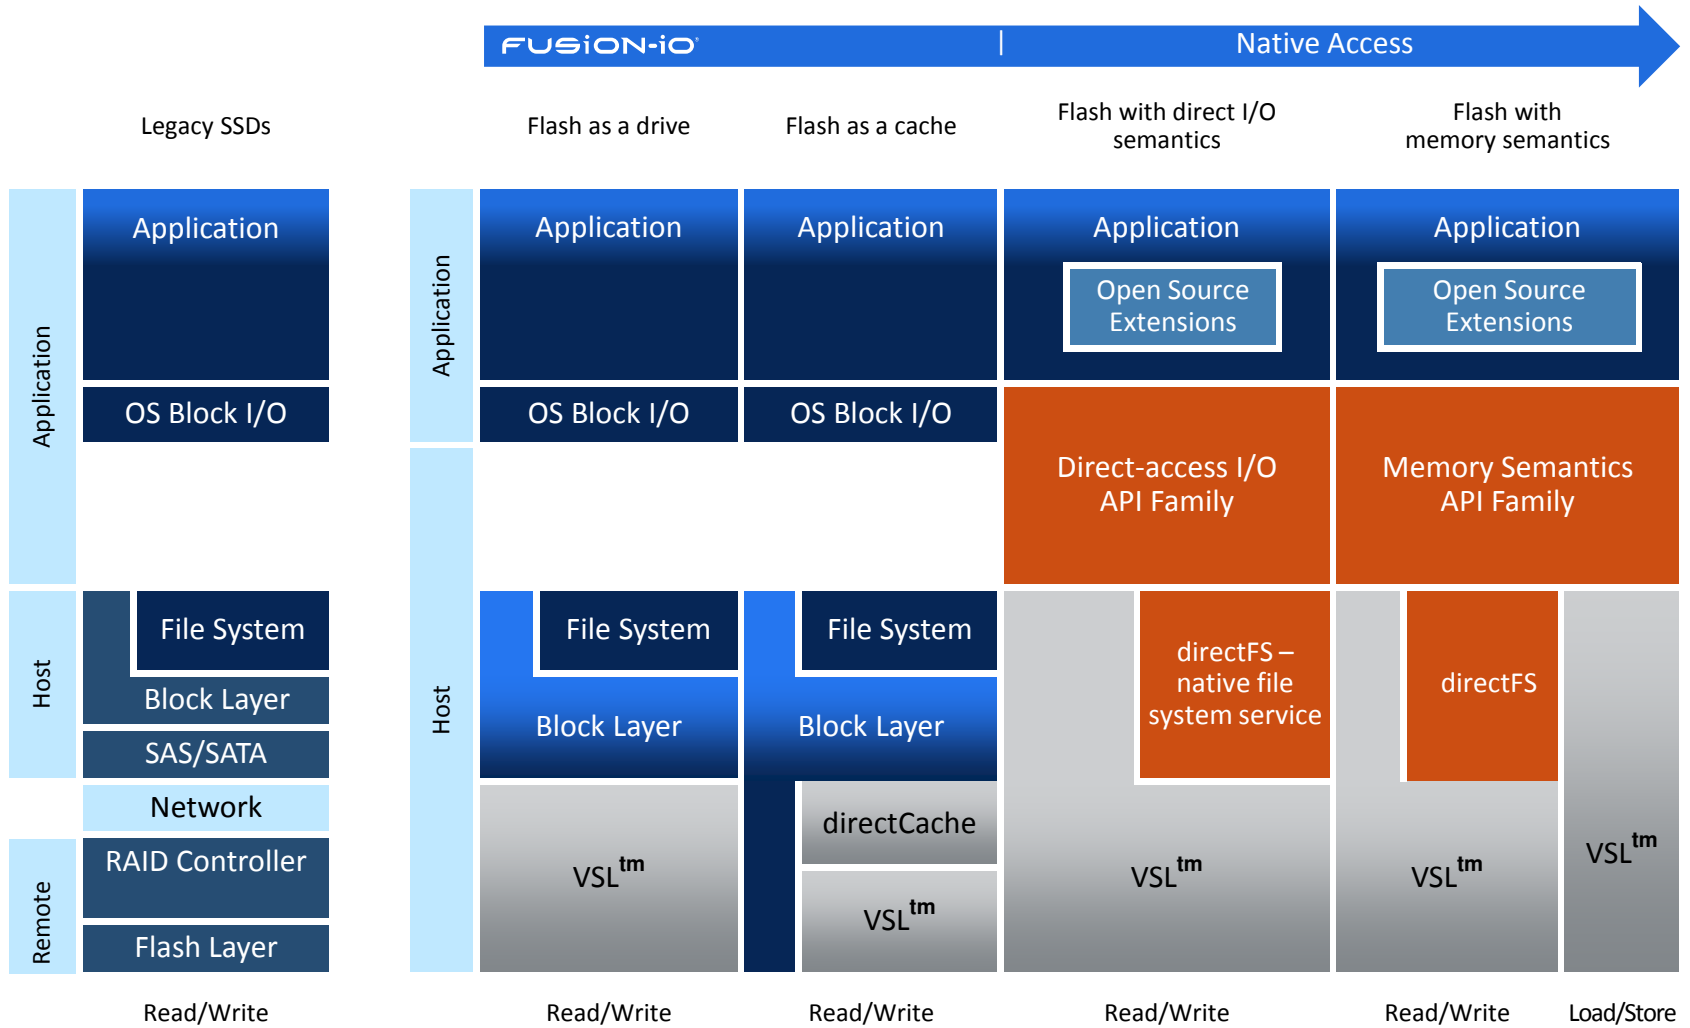 FUSION-iO
|
Native Access
Legacy SSDs
Flash as a drive
Flash as a cache
Flash with direct I/O
semantics
Flash with
memory semantics
Application
Application
OS Block I/O
Host
File System
Block Layer
SAS/SATA
Network
Remote
RAID Controller
Flash Layer
Read/Write
Application
Host
Application
OS Block I/O
File System
Block Layer
VSL™
Read/Write
Application
OS Block I/O
File System
Block Layer
directCache
VSL™
Read/Write
Application
Open Source
Extensions
Direct-access I/O
API Family
directFS –
native file
system service
VSL™
Read/Write
Application
Open Source
Extensions
Memory Semantics
API Family
directFS
VSL™
Read/Write
VSL™
Load/Store